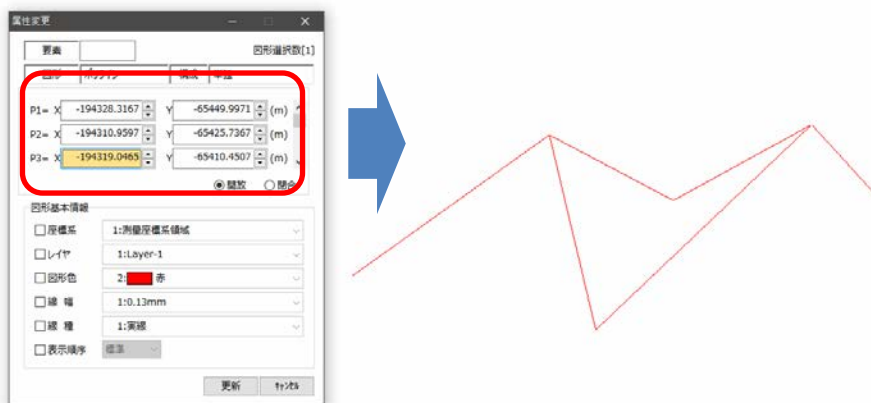 属性変更
要素
図形選択数[1]
図形 ポリライン 構成 単独
P1= X -194328.3167 Y -65449.9971 (m)
P2= X -194310.9597 Y -65425.7367 (m)
P3= X -194319.0465 Y -65410.4507 (m)
開放 閉合
図形基本情報
座標系 1:測量座標系領域
レイヤ 1:Layer-1
図形色 2: 赤
線 幅 1:0.13mm
線 種 1:実線
表示順序 標準
更新 ｷｬﾝｾﾙ